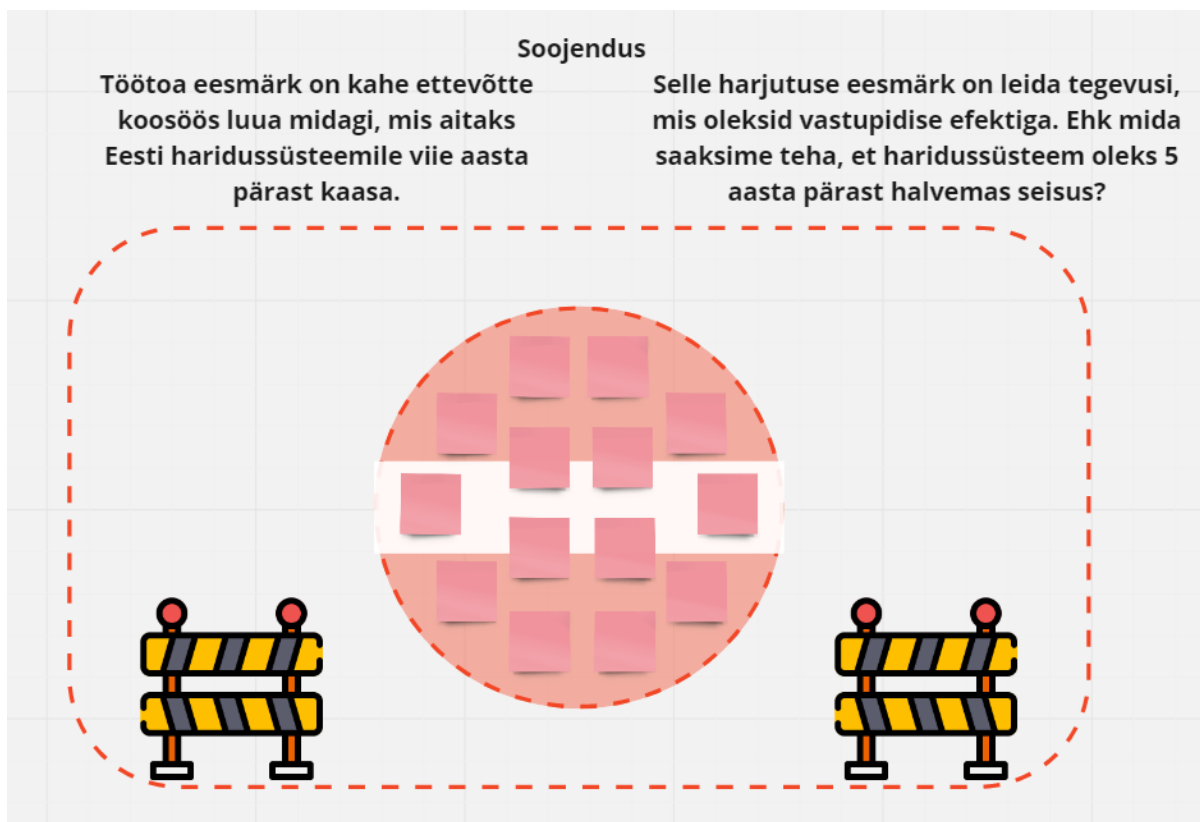 Soojendus
Töötoa eesmärk on kahe ettevõtte
koosöös luua midagi, mis aitaks
Eesti haridussüsteemile viie aasta
pärast kaasa.
Selle harjutuse eesmärk on leida tegevusi,
mis oleksid vastupidise efektiga. Ehk mida
saaksime teha, et haridussüsteem oleks 5
aasta pärast halvemas seisus?